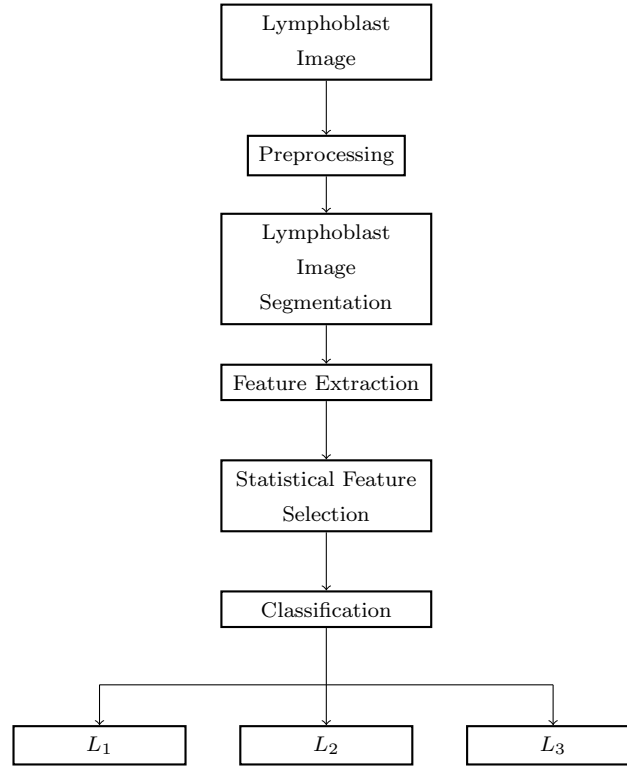 Lymphoblast
Image
Preprocessing
Lymphoblast
Image
Segmentation
Feature Extraction
Statistical Feature
Selection
Classification
L₁ L₂ L₃